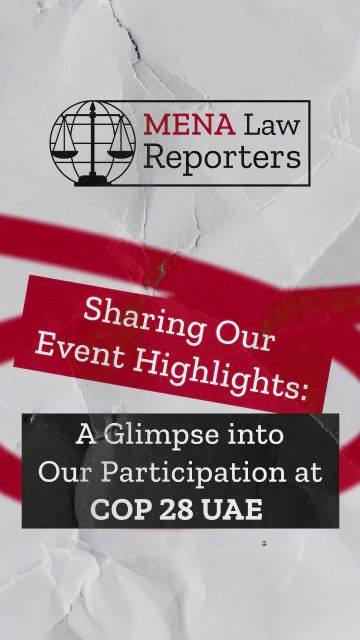 MENA Law
Reporters
Sharing Our
Event Highlights:
A Glimpse into
Our Participation at
COP 28 UAE